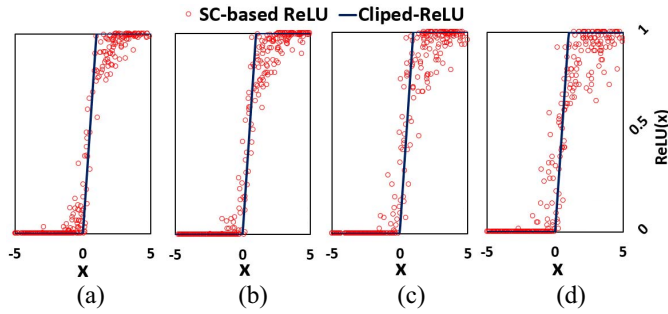 SC-based ReLU Cliped-ReLU
1
0.5
0
ReLU(x)
-5 0 5 -5 0 5 -5 0 5 -5 0 5
x x x x
(a) (b) (c) (d)